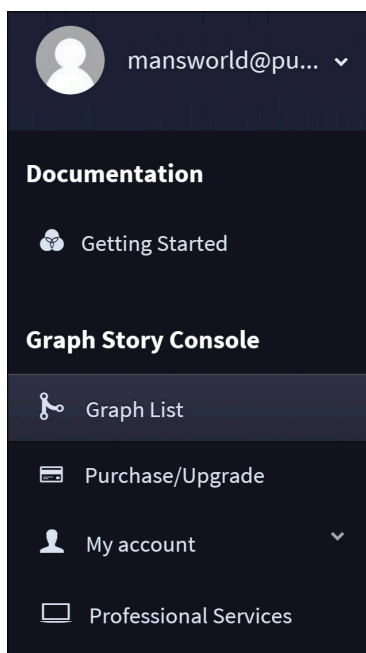 mansworld@pu...
Documentation
Getting Started
Graph Story Console
Graph List
Purchase/Upgrade
My account
Professional Services